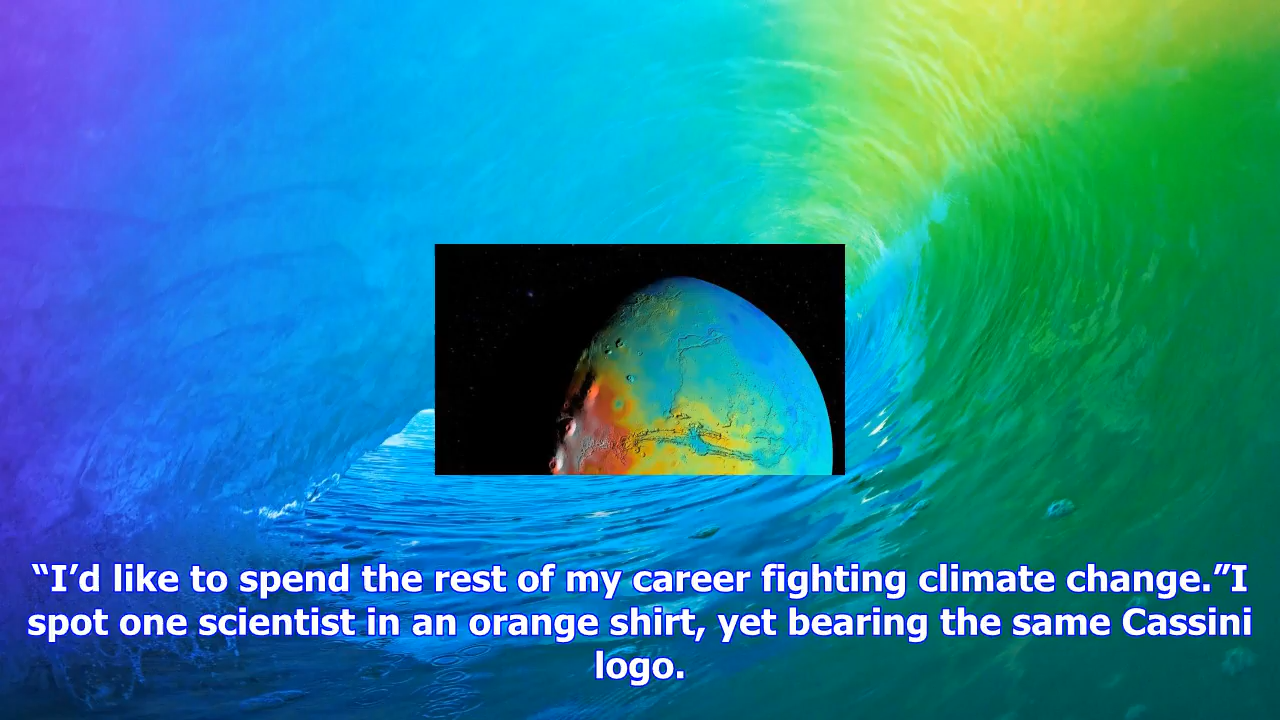 “I’d like to spend the rest of my career fighting climate change.”I
spot one scientist in an orange shirt, yet bearing the same Cassini
logo.